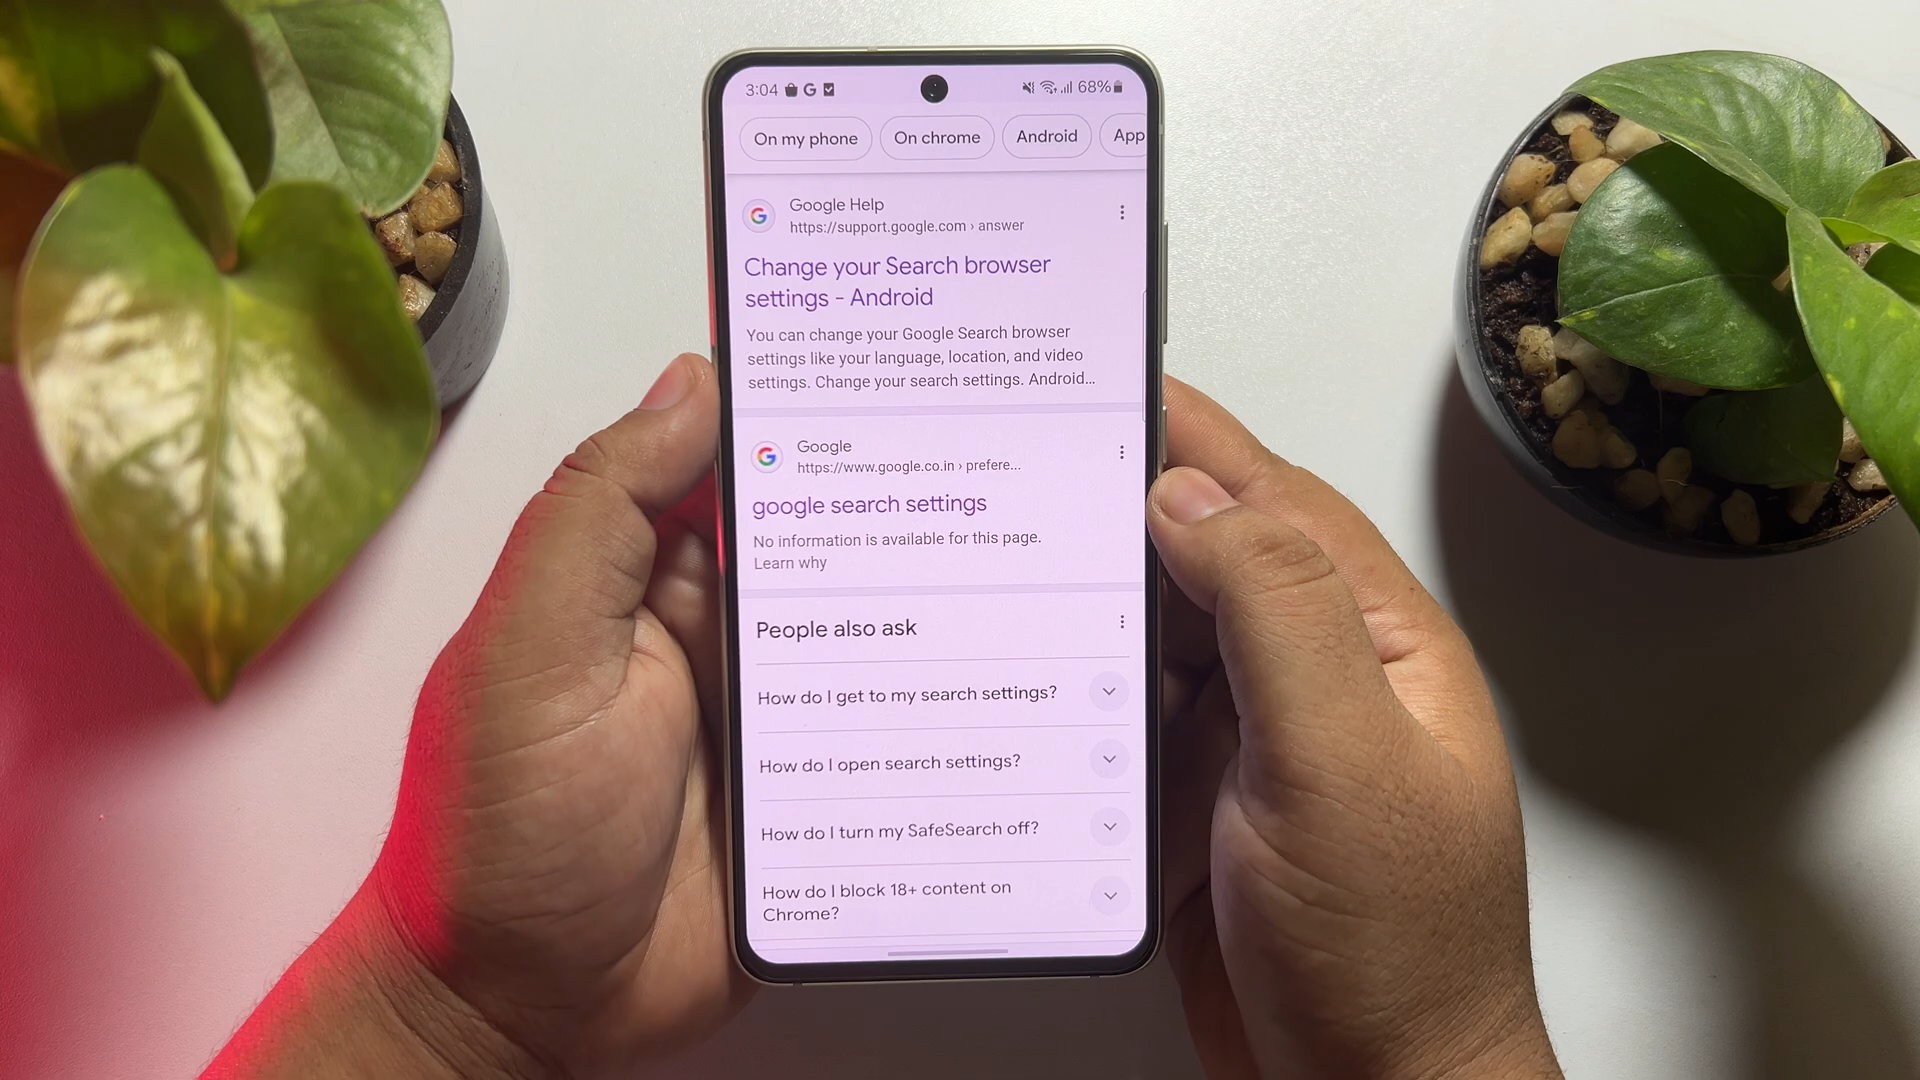 3:04 G 68%
On my phone On chrome Android App
Google Help
https://support.google.com › answer
Change your Search browser
settings - Android
You can change your Google Search browser
settings like your language, location, and video
settings. Change your search settings. Android...
Google
https://www.google.co.in › prefere...
google search settings
No information is available for this page.
Learn why
People also ask
How do I get to my search settings?
How do I open search settings?
How do I turn my SafeSearch off?
How do I block 18+ content on
Chrome?